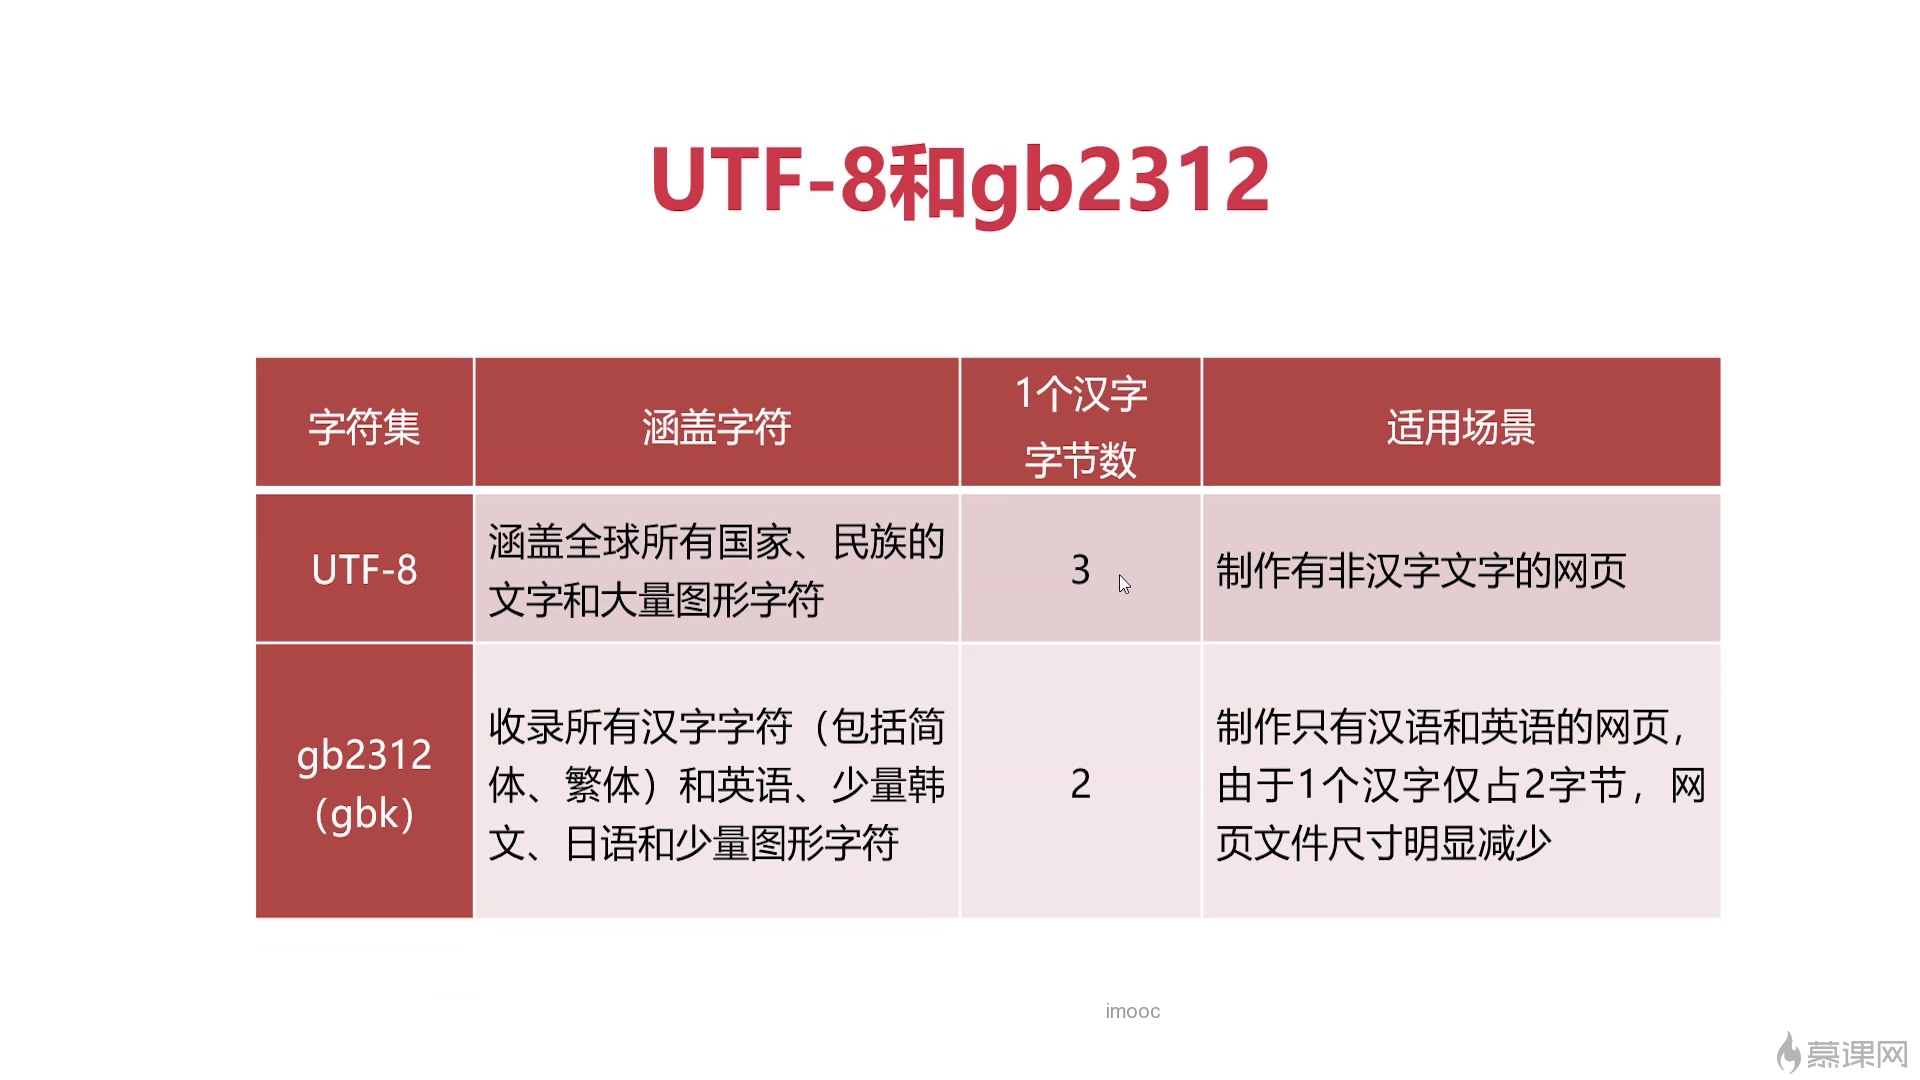 UTF-8和gb2312
字符集
涵盖字符
1个汉字
字节数
适用场景
UTF-8
涵盖全球所有国家、民族的
文字和大量图形字符
3
制作有非汉字文字的网页
gb2312
（gbk）
收录所有汉字字符（包括简
体、繁体）和英语、少量韩
文、日语和少量图形字符
2
制作只有汉语和英语的网页，
由于1个汉字仅占2字节，网
页文件尺寸明显减少
imooc
慕课网